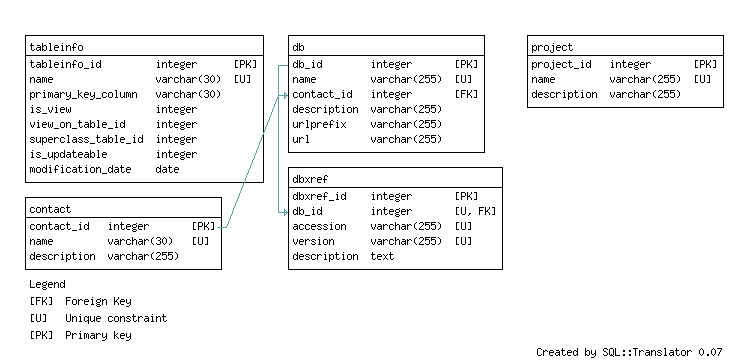 tableinfo
tableinfo_id integer [PK]
name varchar(30) [U]
primary_key_column varchar(30)
is_view integer
view_on_table_id integer
superclass_table_id integer
is_updateable integer
modification_date date
contact
contact_id integer [PK]
name varchar(30) [U]
description varchar(255)
db
db_id integer [PK]
name varchar(255) [U]
contact_id integer [FK]
description varchar(255)
urlprefix varchar(255)
url varchar(255)
dbxref
dbxref_id integer [PK]
db_id integer [U, FK]
accession varchar(255) [U]
version varchar(255) [U]
description text
project
project_id integer [PK]
name varchar(255) [U]
description varchar(255)
Legend
[FK] Foreign Key
[U] Unique constraint
[PK] Primary key
Created by SQL::Translator 0.07